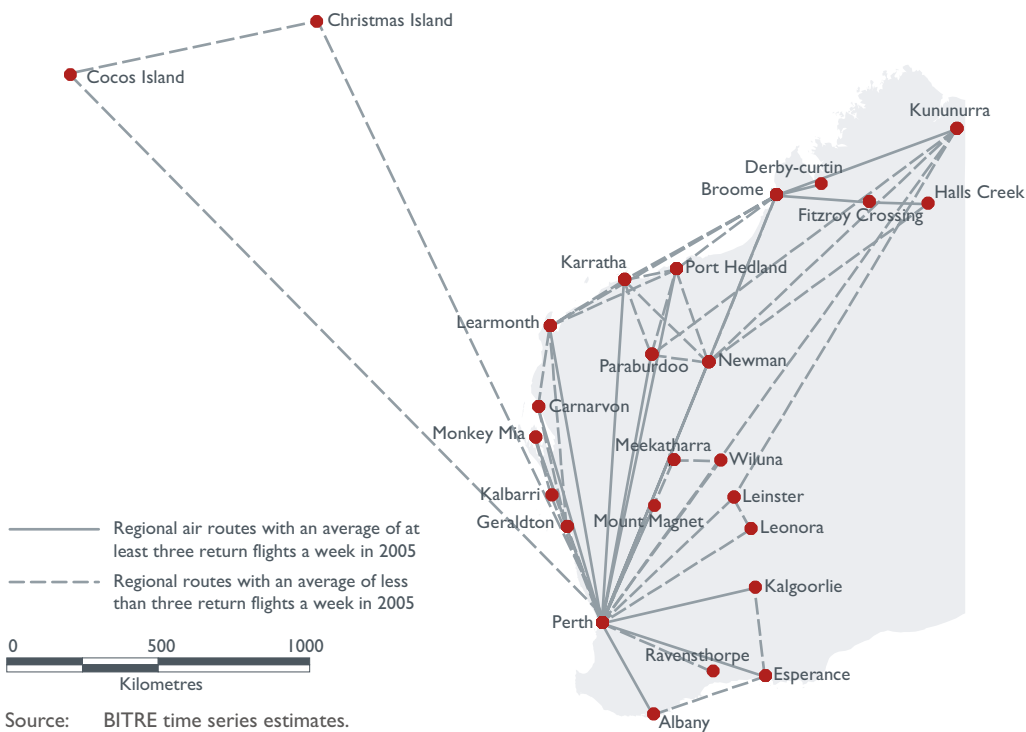 Christmas Island
Cocos Island
Kununurra
Derby-curtin
Broome
Halls Creek
Fitzroy Crossing
Karratha
Port Hedland
Learmonth
Paraburdoo
Newman
Carnarvon
Monkey Mia
Meekatharra
Wiluna
Kalbarri
Leinster
Geraldton
Mount Magnet
Leonora
Regional air routes with an average of at
least three return flights a week in 2005
Regional routes with an average of less
than three return flights a week in 2005
Kalgoorlie
Perth
Ravensthorpe
Esperance
Albany
0 500 1000
Kilometres
Source: BITRE time series estimates.